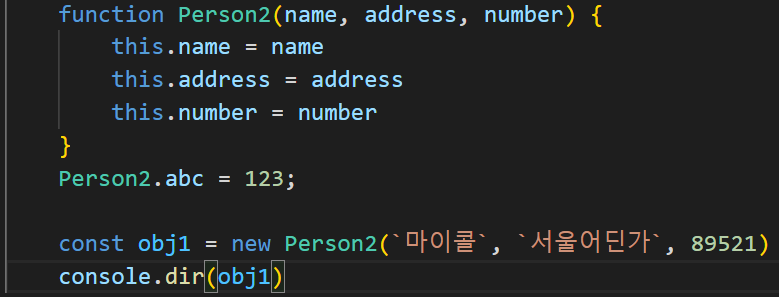 function Person2(name, address, number) {
this.name = name
this.address = address
this.number = number
}
Person2.abc = 123;
const obj1 = new Person2(`마이콜`, `서울어딘가`, 89521)
console.dir(obj1)